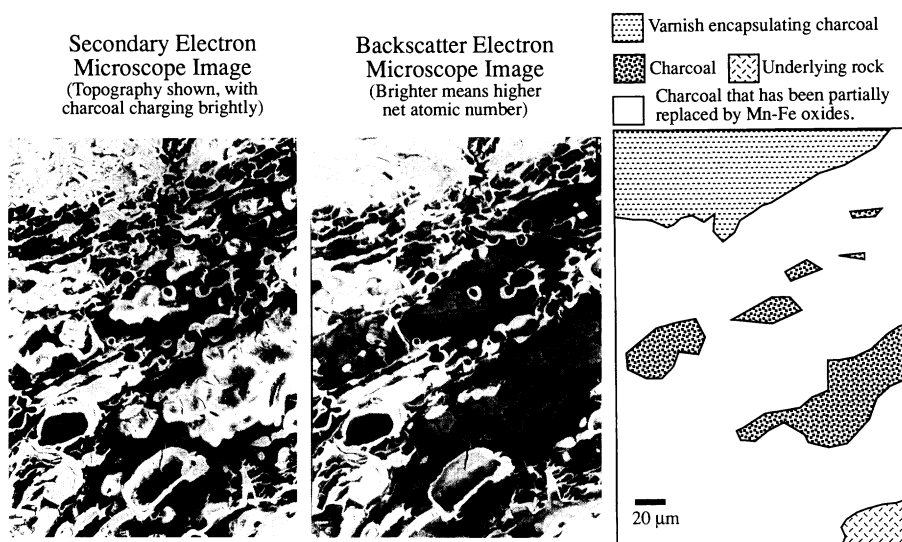 Secondary Electron
Microscope Image
(Topography shown, with
charcoal charging brightly)
Backscatter Electron
Microscope Image
(Brighter means higher
net atomic number)
Varnish encapsulating charcoal
Charcoal
Underlying rock
Charcoal that has been partially
replaced by Mn-Fe oxides.
20 μm